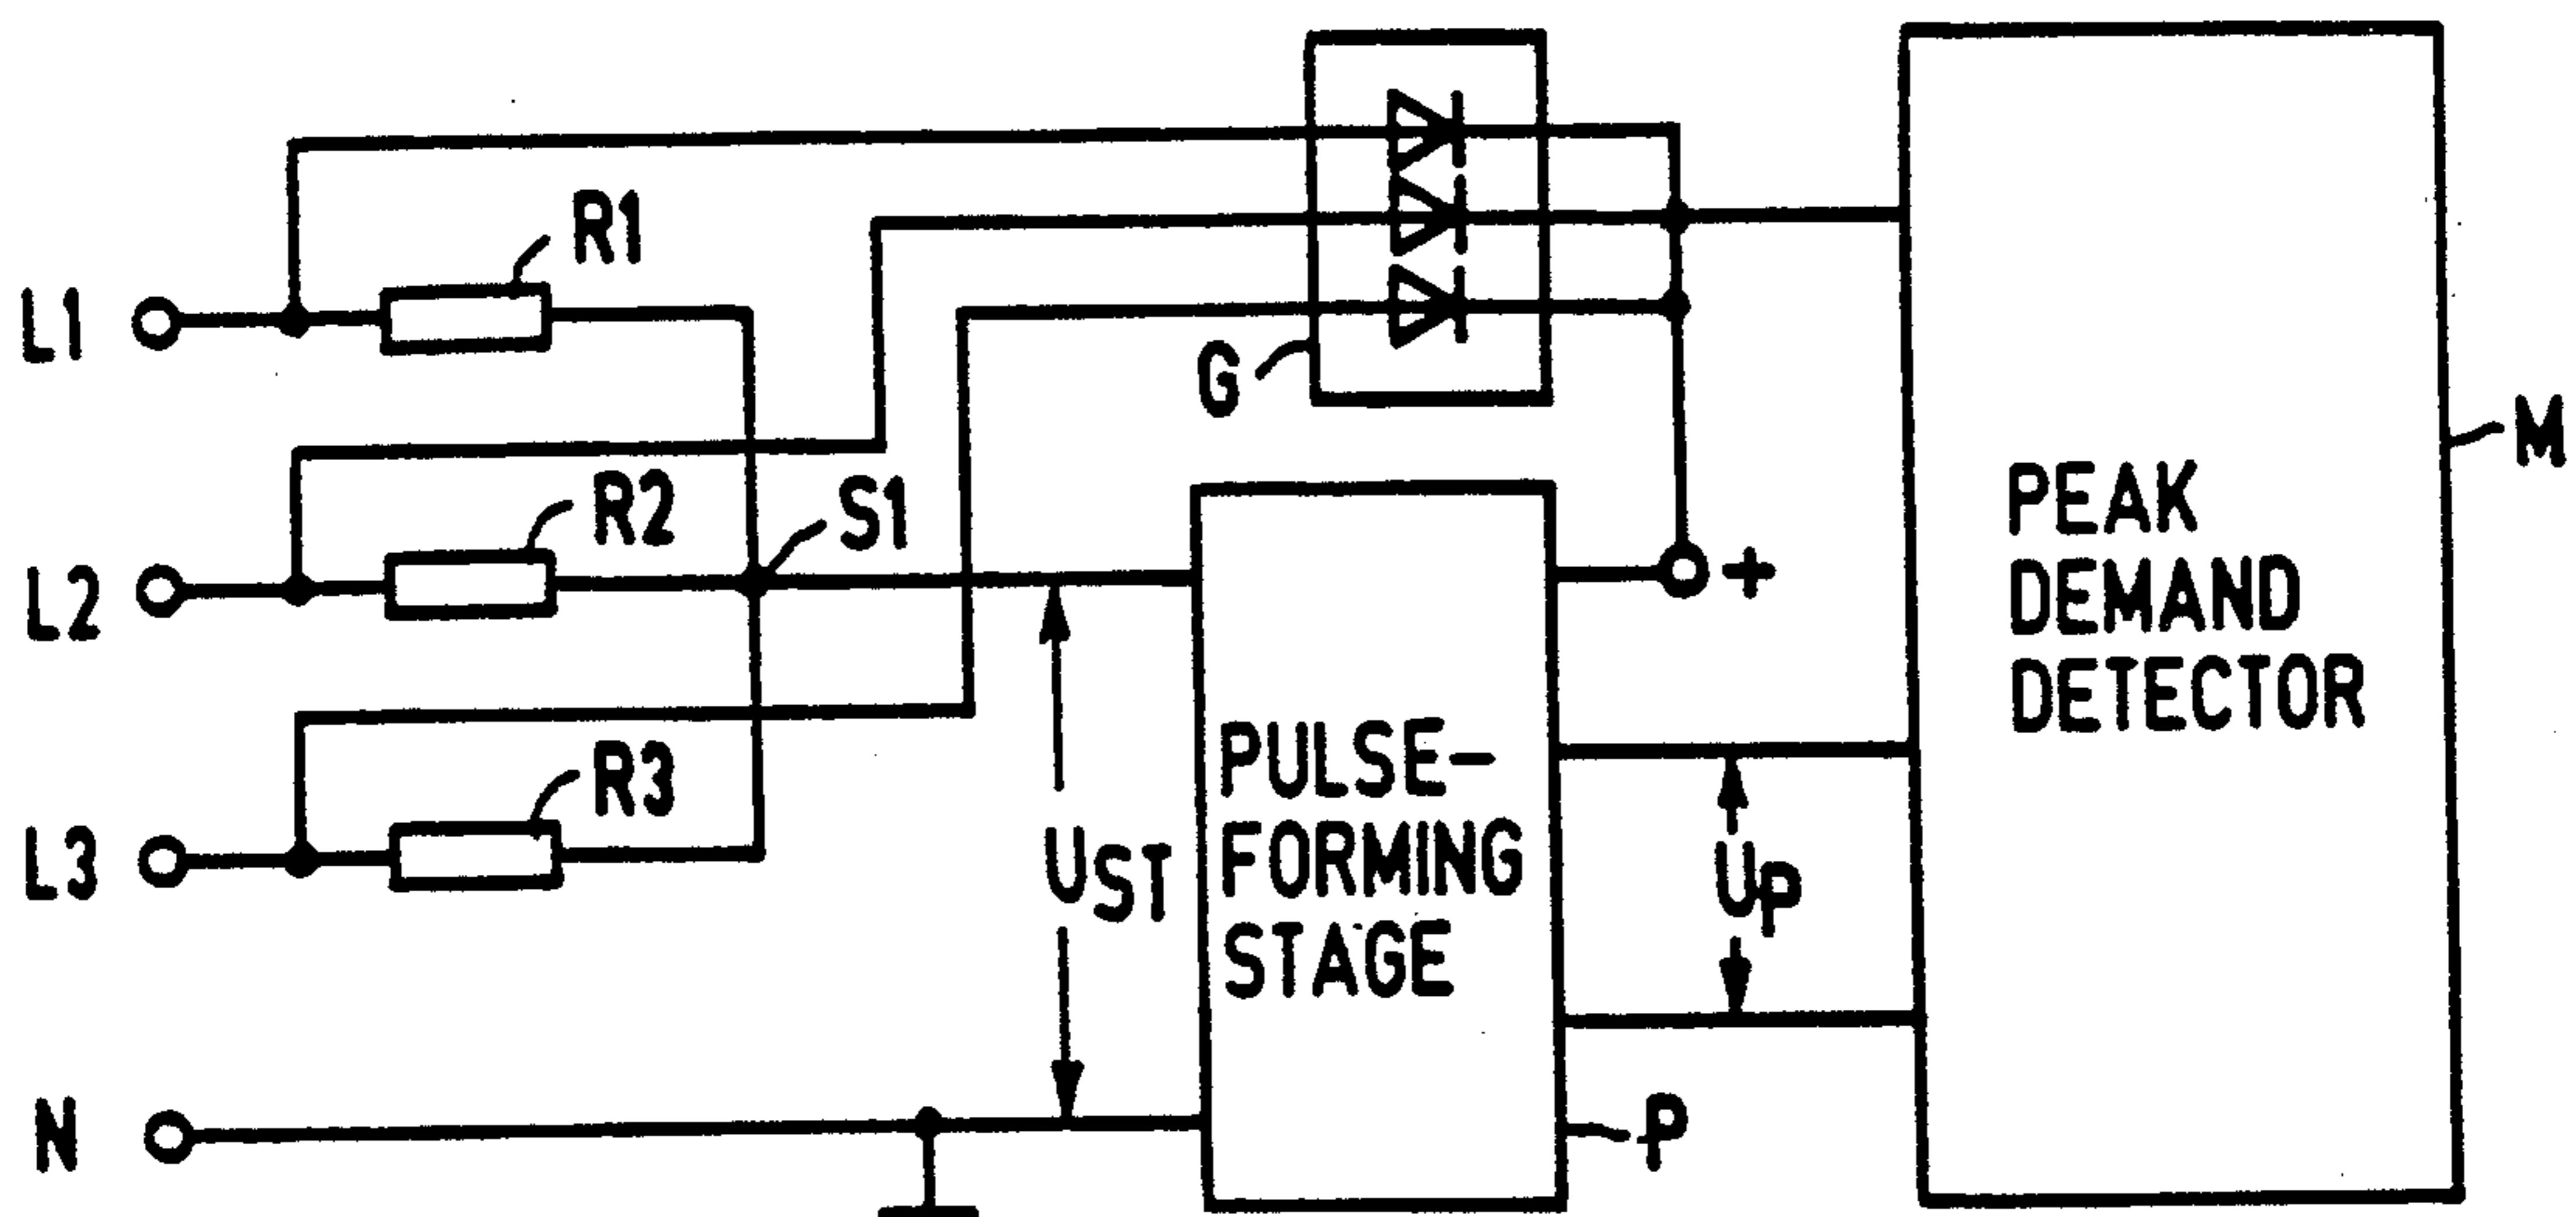 R1
L1
G
M
R2
S1
+
L2
PEAK
DEMAND
DETECTOR
R3
L3
UST
PULSE-
FORMING
STAGE
UP
N
P